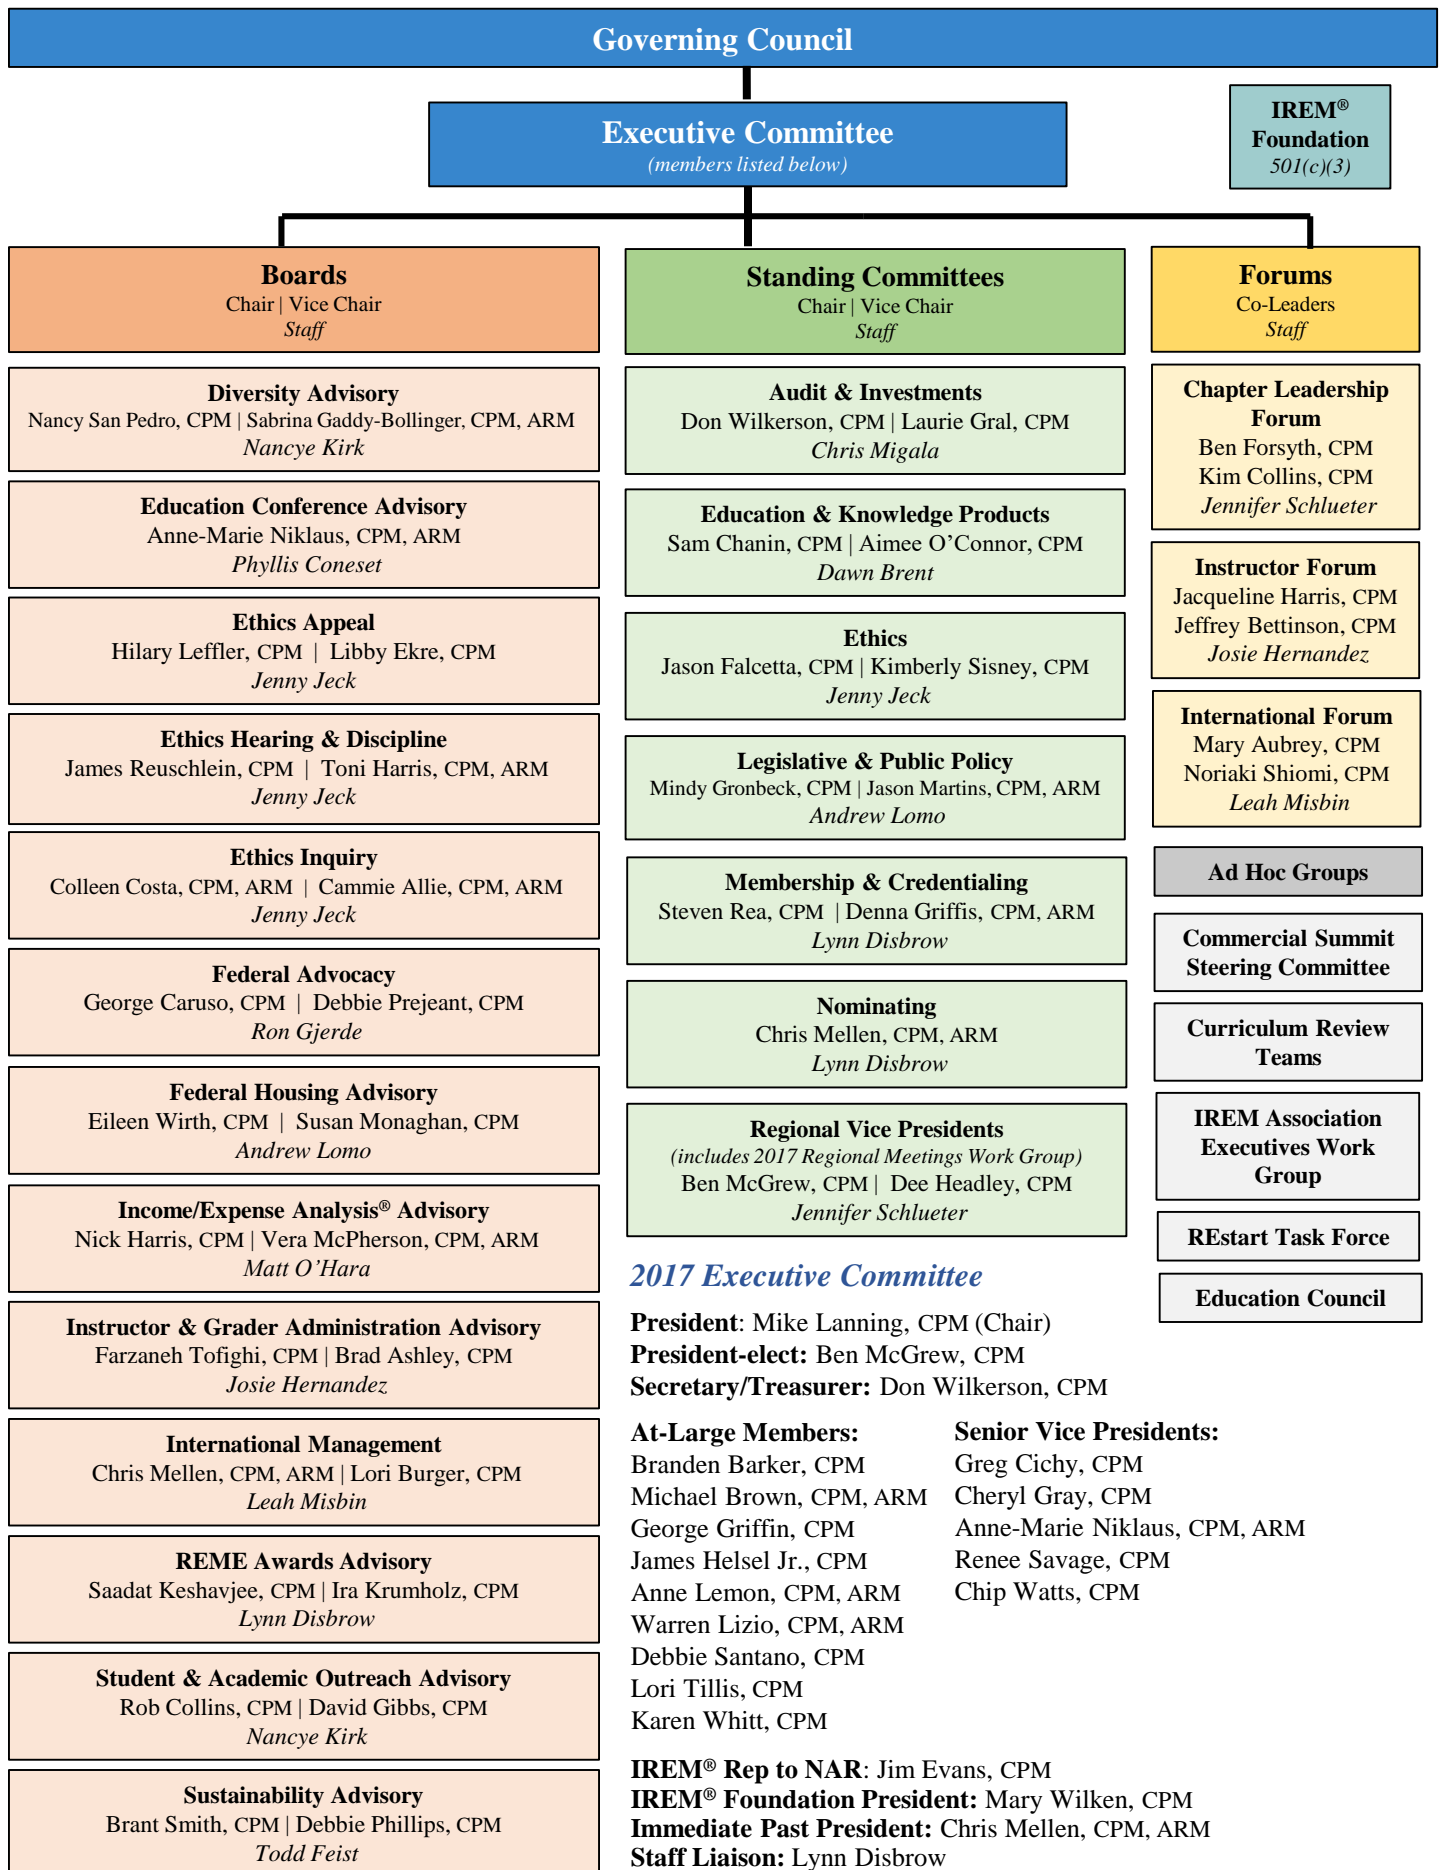 Governing Council
Executive Committee
(members listed below)
IREM®
Foundation
501(c)(3)
Boards
Chair | Vice Chair
Staff
Diversity Advisory
Nancy San Pedro, CPM | Sabrina Gaddy-Bollinger, CPM, ARM
Nancye Kirk
Education Conference Advisory
Anne-Marie Niklaus, CPM, ARM
Phyllis Coneset
Ethics Appeal
Hilary Leffler, CPM | Libby Ekre, CPM
Jenny Jeck
Ethics Hearing & Discipline
James Reuschlein, CPM | Toni Harris, CPM, ARM
Jenny Jeck
Ethics Inquiry
Colleen Costa, CPM, ARM | Cammie Allie, CPM, ARM
Jenny Jeck
Federal Advocacy
George Caruso, CPM | Debbie Prejeant, CPM
Ron Gjerde
Federal Housing Advisory
Eileen Wirth, CPM | Susan Monaghan, CPM
Andrew Lomo
Income/Expense Analysis® Advisory
Nick Harris, CPM | Vera McPherson, CPM, ARM
Matt O’Hara
Instructor & Grader Administration Advisory
Farzaneh Tofighi, CPM | Brad Ashley, CPM
Josie Hernandez
International Management
Chris Mellen, CPM, ARM | Lori Burger, CPM
Leah Misbin
REME Awards Advisory
Saadat Keshavjee, CPM | Ira Krumholz, CPM
Lynn Disbrow
Student & Academic Outreach Advisory
Rob Collins, CPM | David Gibbs, CPM
Nancye Kirk
Sustainability Advisory
Brant Smith, CPM | Debbie Phillips, CPM
Todd Feist
Standing Committees
Chair | Vice Chair
Staff
Audit & Investments
Don Wilkerson, CPM | Laurie Gral, CPM
Chris Migala
Education & Knowledge Products
Sam Chanin, CPM | Aimee O’Connor, CPM
Dawn Brent
Ethics
Jason Falcetta, CPM | Kimberly Sisney, CPM
Jenny Jeck
Legislative & Public Policy
Mindy Gronbeck, CPM | Jason Martins, CPM, ARM
Andrew Lomo
Membership & Credentialing
Steven Rea, CPM | Denna Griffis, CPM, ARM
Lynn Disbrow
Nominating
Chris Mellen, CPM, ARM
Lynn Disbrow
Regional Vice Presidents
(includes 2017 Regional Meetings Work Group)
Ben McGrew, CPM | Dee Headley, CPM
Jennifer Schlueter
Forums
Co-Leaders
Staff
Chapter Leadership
Forum
Ben Forsyth, CPM
Kim Collins, CPM
Jennifer Schlueter
Instructor Forum
Jacqueline Harris, CPM
Jeffrey Bettinson, CPM
Josie Hernandez
International Forum
Mary Aubrey, CPM
Noriaki Shiomi, CPM
Leah Misbin
Ad Hoc Groups
Commercial Summit
Steering Committee
Curriculum Review
Teams
IREM Association
Executives Work
Group
REstart Task Force
Education Council
2017 Executive Committee
President: Mike Lanning, CPM (Chair)
President-elect: Ben McGrew, CPM
Secretary/Treasurer: Don Wilkerson, CPM
At-Large Members:
Branden Barker, CPM
Michael Brown, CPM, ARM
George Griffin, CPM
James Helsel Jr., CPM
Anne Lemon, CPM, ARM
Warren Lizio, CPM, ARM
Debbie Santano, CPM
Lori Tillis, CPM
Karen Whitt, CPM
Senior Vice Presidents:
Greg Cichy, CPM
Cheryl Gray, CPM
Anne-Marie Niklaus, CPM, ARM
Renee Savage, CPM
Chip Watts, CPM
IREM® Rep to NAR: Jim Evans, CPM
IREM® Foundation President: Mary Wilken, CPM
Immediate Past President: Chris Mellen, CPM, ARM
Staff Liaison: Lynn Disbrow